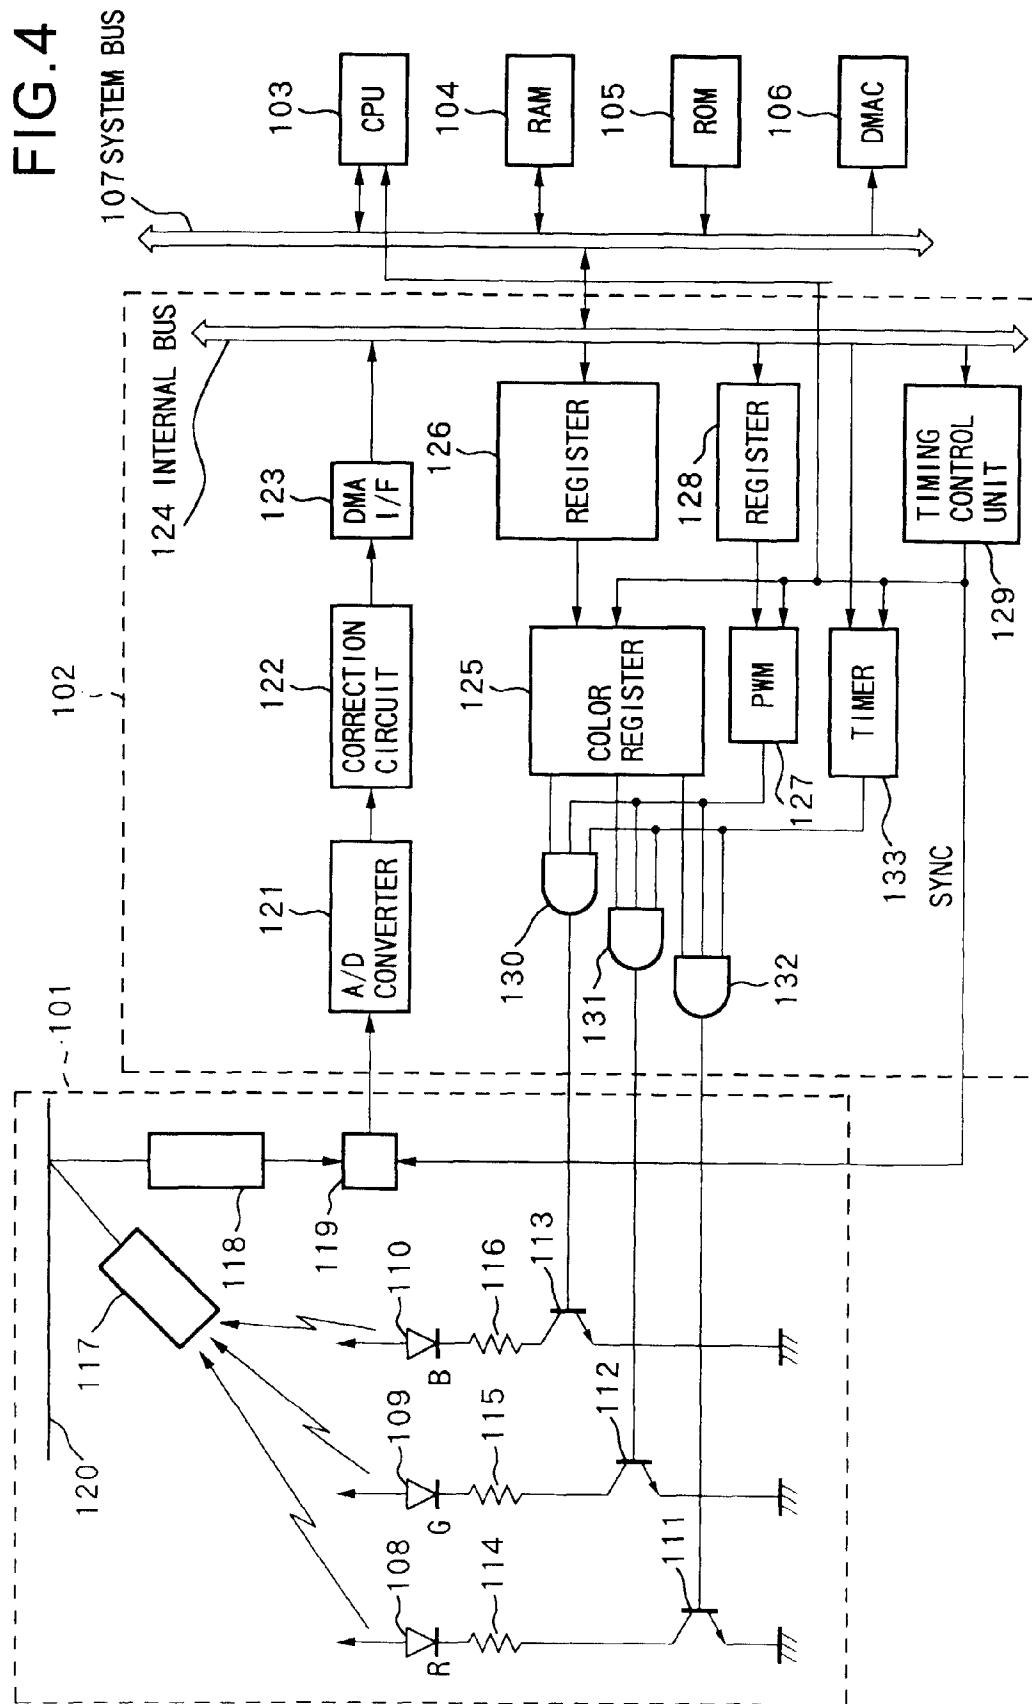 FIG.4
107 SYSTEM BUS
103
CPU
104
RAM
105
ROM
106
DMAC
102
124 INTERNAL BUS
123
DMA
I/F
126
REGISTER
128
REGISTER
TIMING
CONTROL
UNIT
129
122
CORRECTION
CIRCUIT
125
COLOR
REGISTER
PWM
127
TIMER
133
SYNC
121
A/D
CONVERTER
130
131
132
101
118
119
117
120
110
B
116
113
109
G
115
112
108
R
114
111